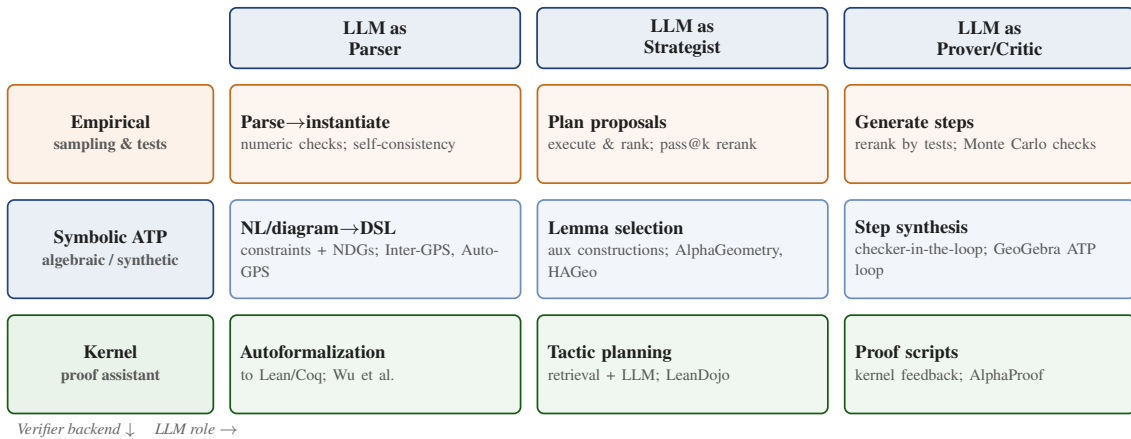 LLM as
Parser
LLM as
Strategist
LLM as
Prover/Critic
Empirical
sampling & tests
Parse→instantiate
numeric checks; self-consistency
Plan proposals
execute & rank; pass@k rerank
Generate steps
rerank by tests; Monte Carlo checks
Symbolic ATP
algebraic / synthetic
NL/diagram→DSL
constraints + NDGs; Inter-GPS, Auto-
GPS
Lemma selection
aux constructions; AlphaGeometry,
HAGeo
Step synthesis
checker-in-the-loop; GeoGebra ATP
loop
Kernel
proof assistant
Autoformalization
to Lean/Coq; Wu et al.
Tactic planning
retrieval + LLM; LeanDojo
Proof scripts
kernel feedback; AlphaProof
Verifier backend ↓ LLM role →